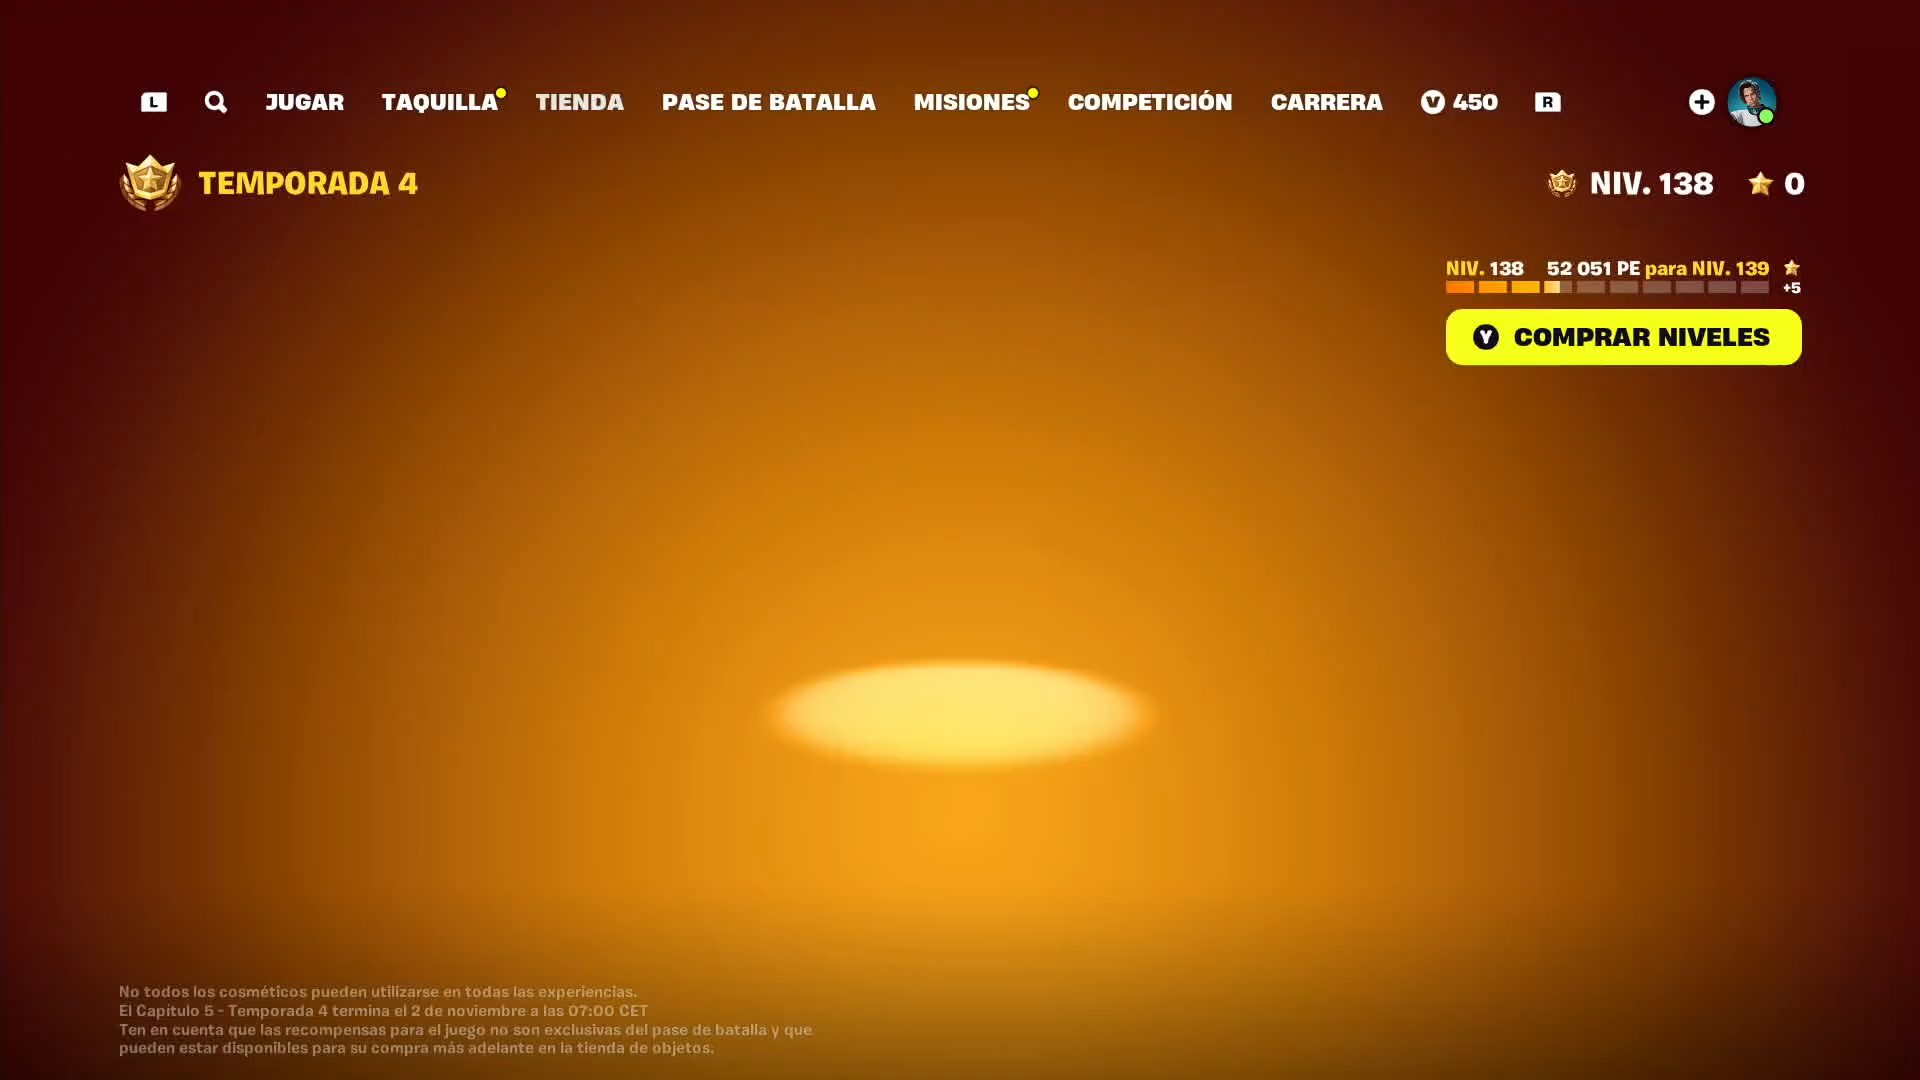 L JUGAR TAQUILLA TIENDA PASE DE BATALLA MISIONES COMPETICIÓN CARRERA V 450 R
TEMPORADA 4
NIV. 138 0
NIV. 138 52 051 PE para NIV. 139
+5
Y COMPRAR NIVELES
No todos los cosméticos pueden utilizarse en todas las experiencias.
El Capítulo 5 - Temporada 4 termina el 2 de noviembre a las 07:00 CET
Ten en cuenta que las recompensas para el juego no son exclusivas del pase de batalla y que
pueden estar disponibles para su compra más adelante en la tienda de objetos.